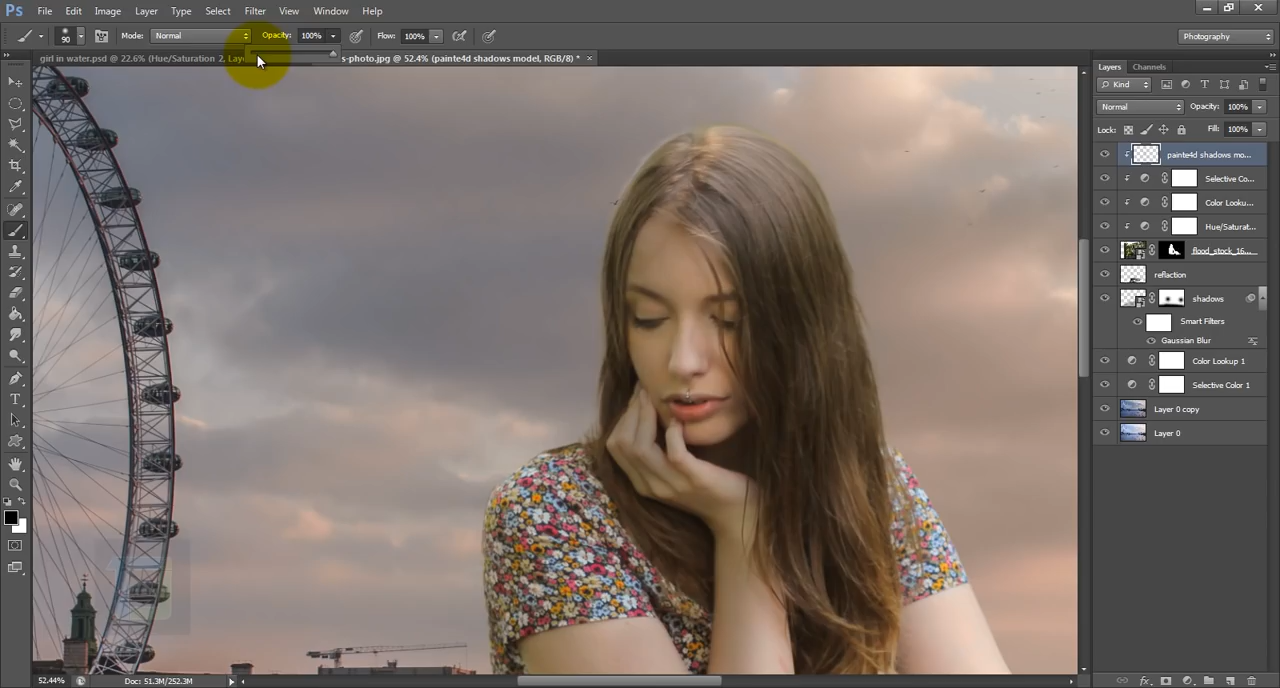 Ps File Edit Image Layer Type Select Filter View Window Help
90 Mode: Normal Opacity: 100% Flow: 100% Photography
girl in water.psd @ 22.6% (Hue/Saturation 2, Lay s-photo.jpg @ 52.4% (painte4d shadows model, RGB/8) * ×
Layers Channels
Kind
Normal Opacity: 100%
Lock: Fill: 100%
painte4d shadows mo...
Selective Co...
Color Looku...
Hue/Saturat...
flood_stock_16...
reflaction
shadows
Smart Filters
Gaussian Blur
Color Lookup 1
Selective Color 1
Layer 0 copy
Layer 0
52.44% Doc: 51.3M/252.3M